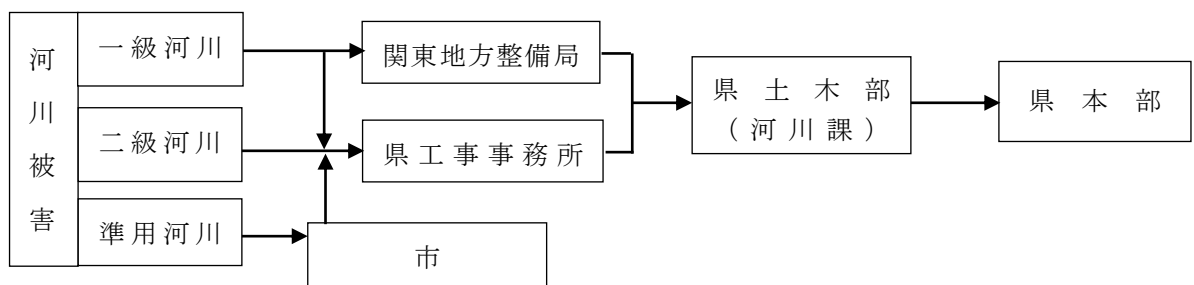 河川被害
一級河川
二級河川
準用河川
関東地方整備局
県工事事務所
市
県土木部
(河川課)
県本部